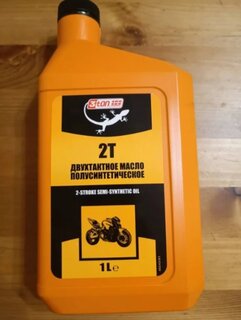 3ton
2T
ДВУХТАКТНОЕ МАСЛО
ПОЛУСИНТЕТИЧЕСКОЕ
2-STROKE SEMI-SYNTHETIC OIL
1L℮